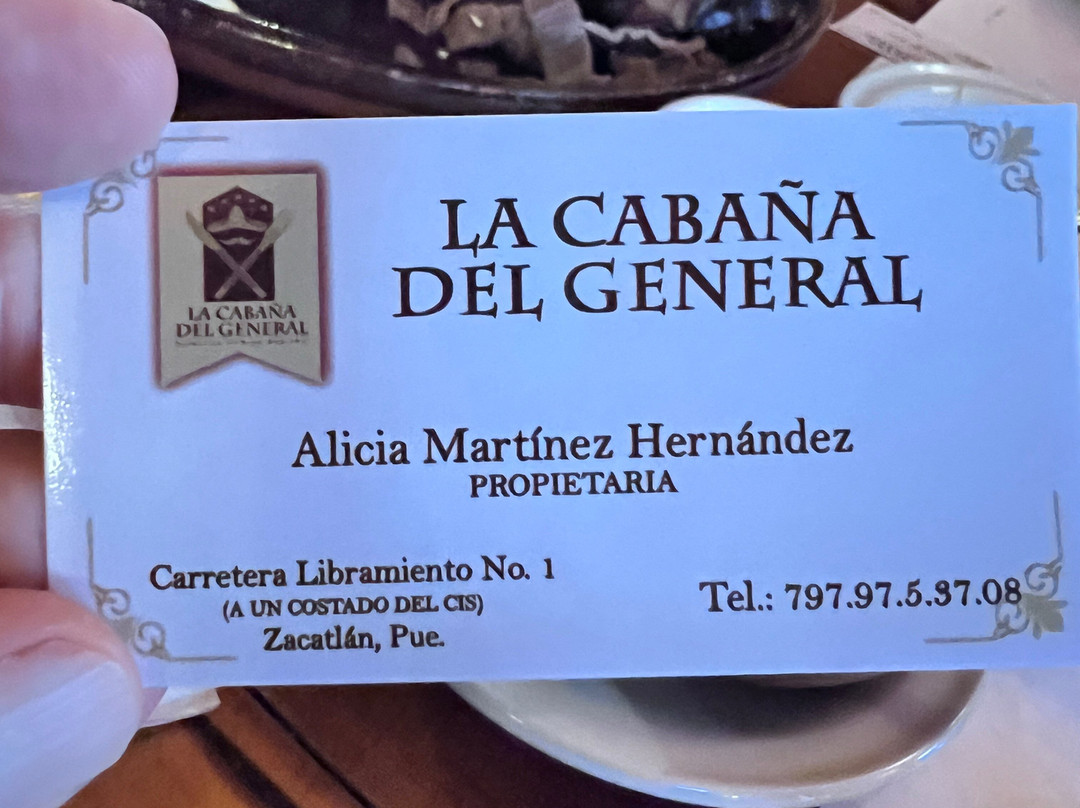 LA CABAÑA
DEL GENERAL
LA CABAÑA
DEL GENERAL
Alicia Martínez Hernández
PROPIETARIA
Carretera Libramiento No. 1
(A UN COSTADO DEL CIS)
Zacatlán, Pue.
Tel.: 797.97.5.37.08